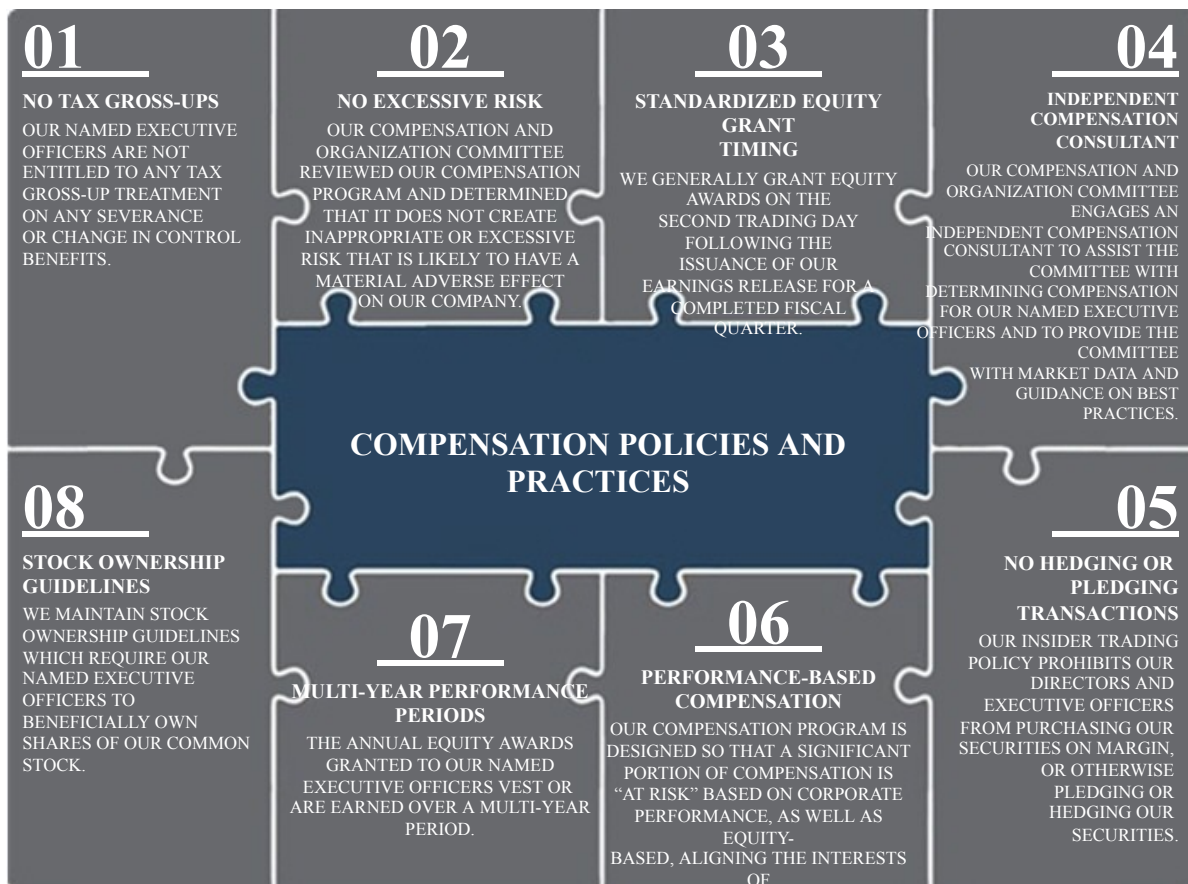 01
NO TAX GROSS-UPS
OUR NAMED EXECUTIVE
OFFICERS ARE NOT
ENTITLED TO ANY TAX
GROSS-UP TREATMENT
ON ANY SEVERANCE
OR CHANGE IN CONTROL
BENEFITS.
02
NO EXCESSIVE RISK
OUR COMPENSATION AND
ORGANIZATION COMMITTEE
REVIEWED OUR COMPENSATION
PROGRAM AND DETERMINED
THAT IT DOES NOT CREATE
INAPPROPRIATE OR EXCESSIVE
RISK THAT IS LIKELY TO HAVE A
MATERIAL ADVERSE EFFECT
ON OUR COMPANY.
03
STANDARDIZED EQUITY
GRANT
TIMING
WE GENERALLY GRANT EQUITY
AWARDS ON THE
SECOND TRADING DAY
FOLLOWING THE
ISSUANCE OF OUR
EARNINGS RELEASE FOR A
COMPLETED FISCAL
QUARTER.
04
INDEPENDENT
COMPENSATION
CONSULTANT
OUR COMPENSATION AND
ORGANIZATION COMMITTEE
ENGAGES AN
INDEPENDENT COMPENSATION
CONSULTANT TO ASSIST THE
COMMITTEE WITH
DETERMINING COMPENSATION
FOR OUR NAMED EXECUTIVE
OFFICERS AND TO PROVIDE THE
COMMITTEE
WITH MARKET DATA AND
GUIDANCE ON BEST
PRACTICES.
COMPENSATION POLICIES AND
PRACTICES
08
STOCK OWNERSHIP
GUIDELINES
WE MAINTAIN STOCK
OWNERSHIP GUIDELINES
WHICH REQUIRE OUR
NAMED EXECUTIVE
OFFICERS TO
BENEFICIALLY OWN
SHARES OF OUR COMMON
STOCK.
07
MULTI-YEAR PERFORMANCE
PERIODS
THE ANNUAL EQUITY AWARDS
GRANTED TO OUR NAMED
EXECUTIVE OFFICERS VEST OR
ARE EARNED OVER A MULTI-YEAR
PERIOD.
06
PERFORMANCE-BASED
COMPENSATION
OUR COMPENSATION PROGRAM IS
DESIGNED SO THAT A SIGNIFICANT
PORTION OF COMPENSATION IS
“AT RISK” BASED ON CORPORATE
PERFORMANCE, AS WELL AS
EQUITY-
BASED, ALIGNING THE INTERESTS
OF
05
NO HEDGING OR
PLEDGING
TRANSACTIONS
OUR INSIDER TRADING
POLICY PROHIBITS OUR
DIRECTORS AND
EXECUTIVE OFFICERS
FROM PURCHASING OUR
SECURITIES ON MARGIN,
OR OTHERWISE
PLEDGING OR
HEDGING OUR
SECURITIES.